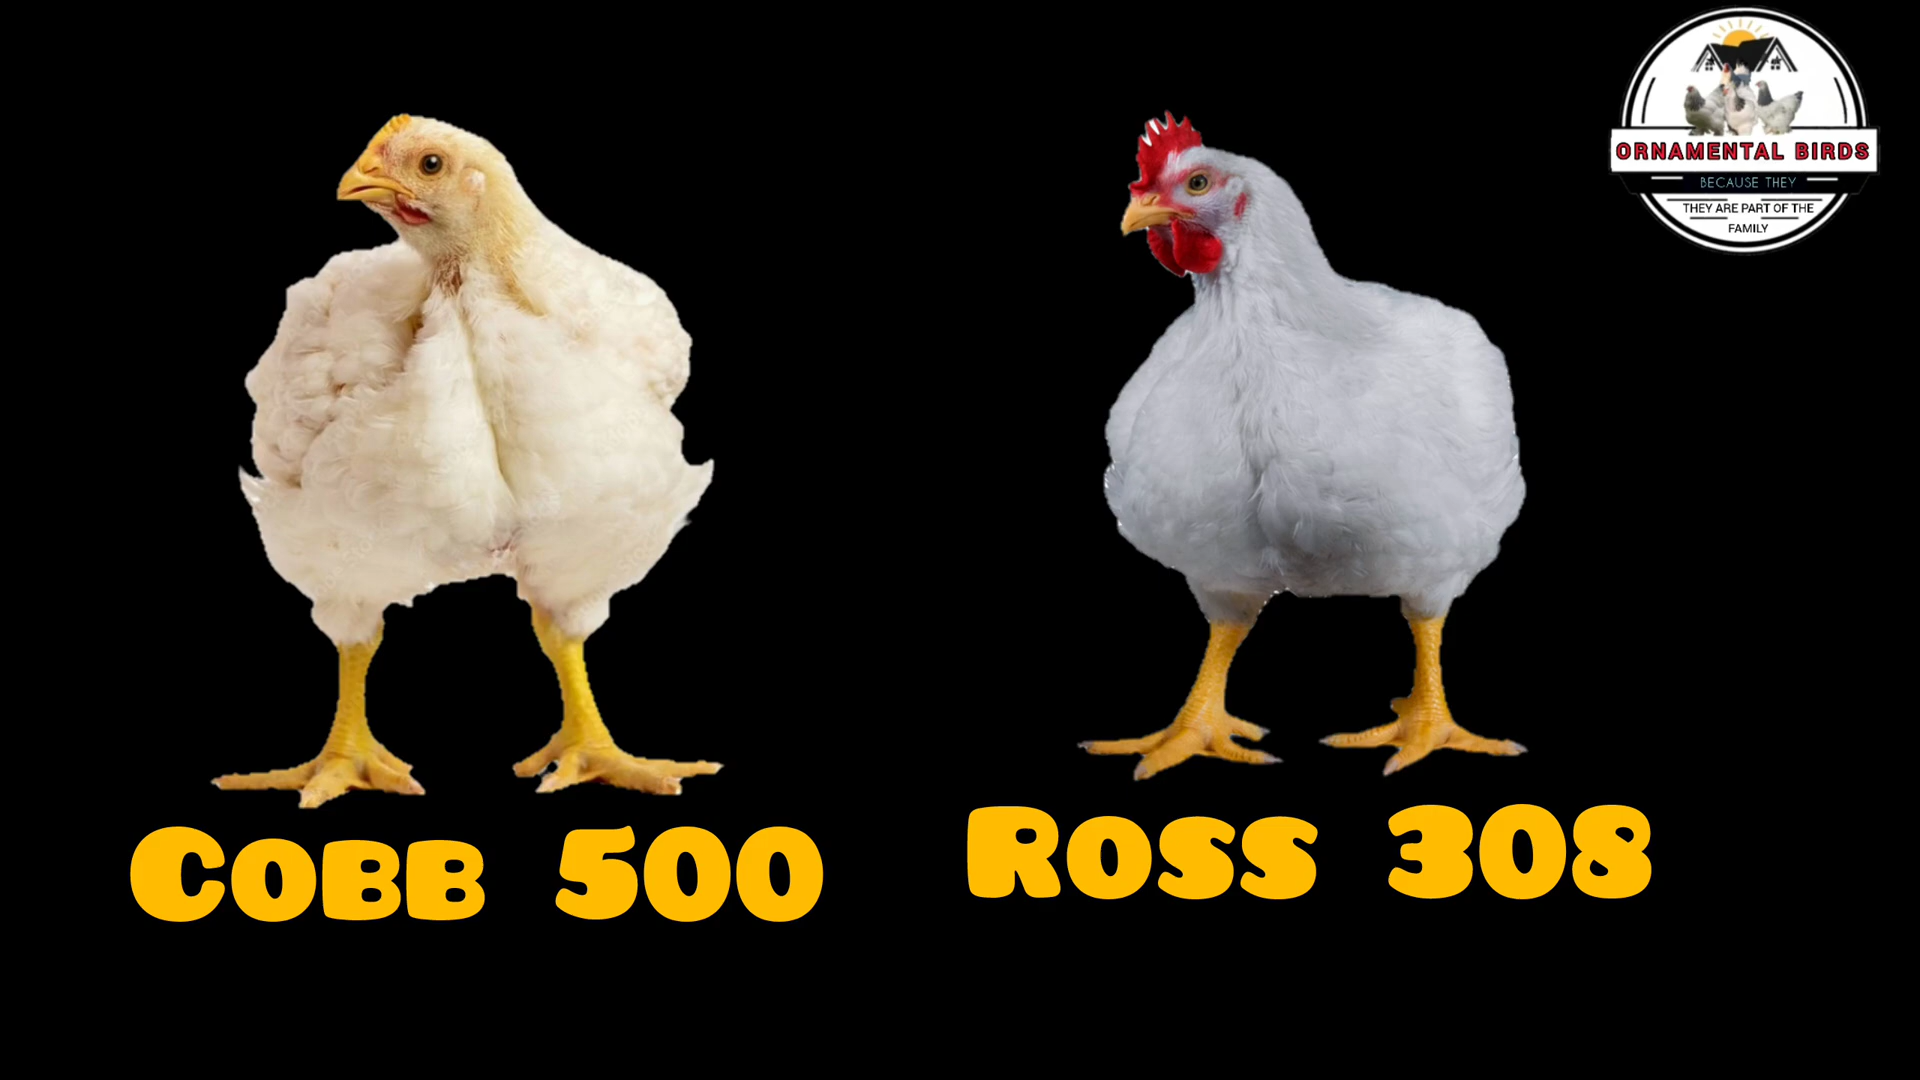 ORNAMENTAL BIRDS
BECAUSE THEY
THEY ARE PART OF THE
FAMILY
COBB 500
ROSS 308